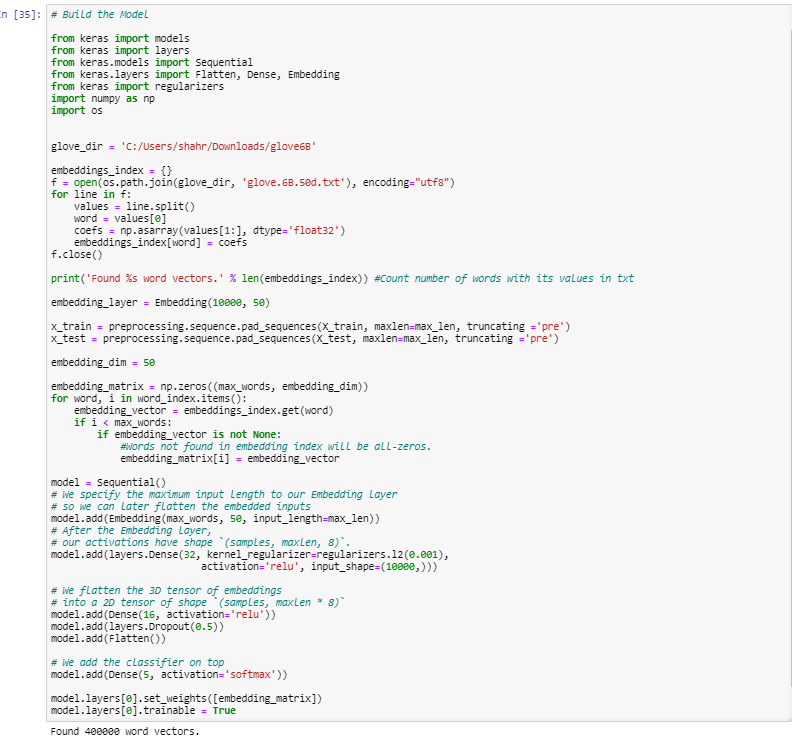 n [35]:
# Build the Model
from keras import models
from keras import layers
from keras.models import Sequential
from keras.layers import Flatten, Dense, Embedding
from keras import regularizers
import numpy as np
import os
glove_dir = 'C:/Users/shahr/Downloads/glove6B'
embeddings_index = {}
f = open(os.path.join(glove_dir, 'glove.6B.50d.txt'), encoding="utf8")
for line in f:
    values = line.split()
    word = values[0]
    coefs = np.asarray(values[1:], dtype='float32')
    embeddings_index[word] = coefs
f.close()
print('Found %s word vectors.' % len(embeddings_index)) #Count number of words with its values in txt
embedding_layer = Embedding(10000, 50)
x_train = preprocessing.sequence.pad_sequences(X_train, maxlen=max_len, truncating ='pre')
x_test = preprocessing.sequence.pad_sequences(X_test, maxlen=max_len, truncating ='pre')
embedding_dim = 50
embedding_matrix = np.zeros((max_words, embedding_dim))
for word, i in word_index.items():
    embedding_vector = embeddings_index.get(word)
    if i < max_words:
        if embedding_vector is not None:
            #Words not found in embedding index will be all-zeros.
            embedding_matrix[i] = embedding_vector
model = Sequential()
# We specify the maximum input length to our Embedding layer
# so we can later flatten the embedded inputs
model.add(Embedding(max_words, 50, input_length=max_len))
# After the Embedding layer,
# our activations have shape `(samples, maxlen, 8)`.
model.add(layers.Dense(32, kernel_regularizer=regularizers.l2(0.001),
                       activation='relu', input_shape=(10000,)))
# We flatten the 3D tensor of embeddings
# into a 2D tensor of shape `(samples, maxlen * 8)`
model.add(Dense(16, activation='relu'))
model.add(layers.Dropout(0.5))
model.add(Flatten())
# We add the classifier on top
model.add(Dense(5, activation='softmax'))
model.layers[0].set_weights([embedding_matrix])
model.layers[0].trainable = True
Found 400000 word vectors.